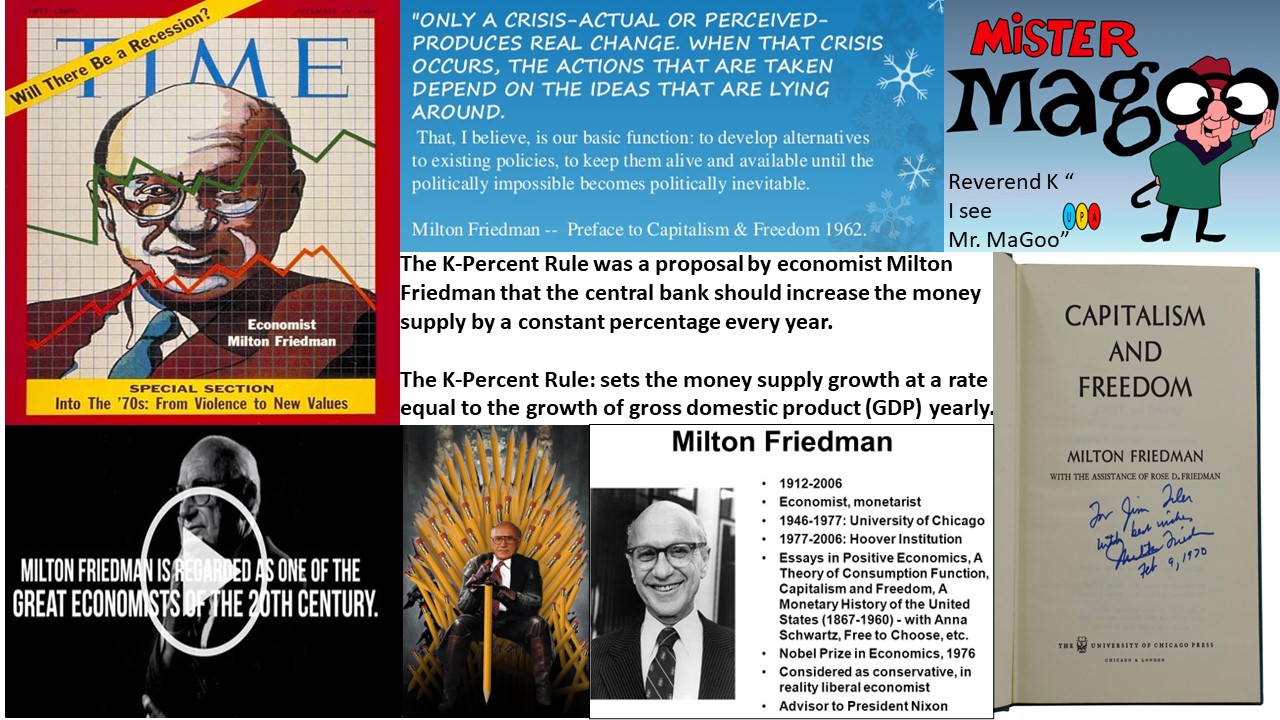 Will There Be a Recession?
TIME
Economist
Milton Friedman
SPECIAL SECTION
Into The '70s: From Violence to New Values
"ONLY A CRISIS-ACTUAL OR PERCEIVED-
PRODUCES REAL CHANGE. WHEN THAT CRISIS
OCCURS, THE ACTIONS THAT ARE TAKEN
DEPEND ON THE IDEAS THAT ARE LYING
AROUND.
That, I believe, is our basic function: to develop alternatives
to existing policies, to keep them alive and available until the
politically impossible becomes politically inevitable.
Milton Friedman -- Preface to Capitalism & Freedom 1962.
MiSTER
Magoo
Reverend K "
I see
Mr. MaGoo"
UPA
The K-Percent Rule was a proposal by economist Milton
Friedman that the central bank should increase the money
supply by a constant percentage every year.
The K-Percent Rule: sets the money supply growth at a rate
equal to the growth of gross domestic product (GDP) yearly.
CAPITALISM
AND
FREEDOM
MILTON FRIEDMAN
WITH THE ASSISTANCE OF ROSE D. FRIEDMAN
For Jim
with best wishes
Feb 9, 1970
THE UNIVERSITY OF CHICAGO PRESS
CHICAGO & LONDON
MILTON FRIEDMAN IS REGARDED AS ONE OF THE
GREAT ECONOMISTS OF THE 20TH CENTURY.
Milton Friedman
• 1912-2006
• Economist, monetarist
• 1946-1977: University of Chicago
• 1977-2006: Hoover Institution
• Essays in Positive Economics, A
Theory of Consumption Function,
Capitalism and Freedom, A
Monetary History of the United
States (1867-1960) - with Anna
Schwartz, Free to Choose, etc.
• Nobel Prize in Economics, 1976
• Considered as conservative, in
reality liberal economist
• Advisor to President Nixon